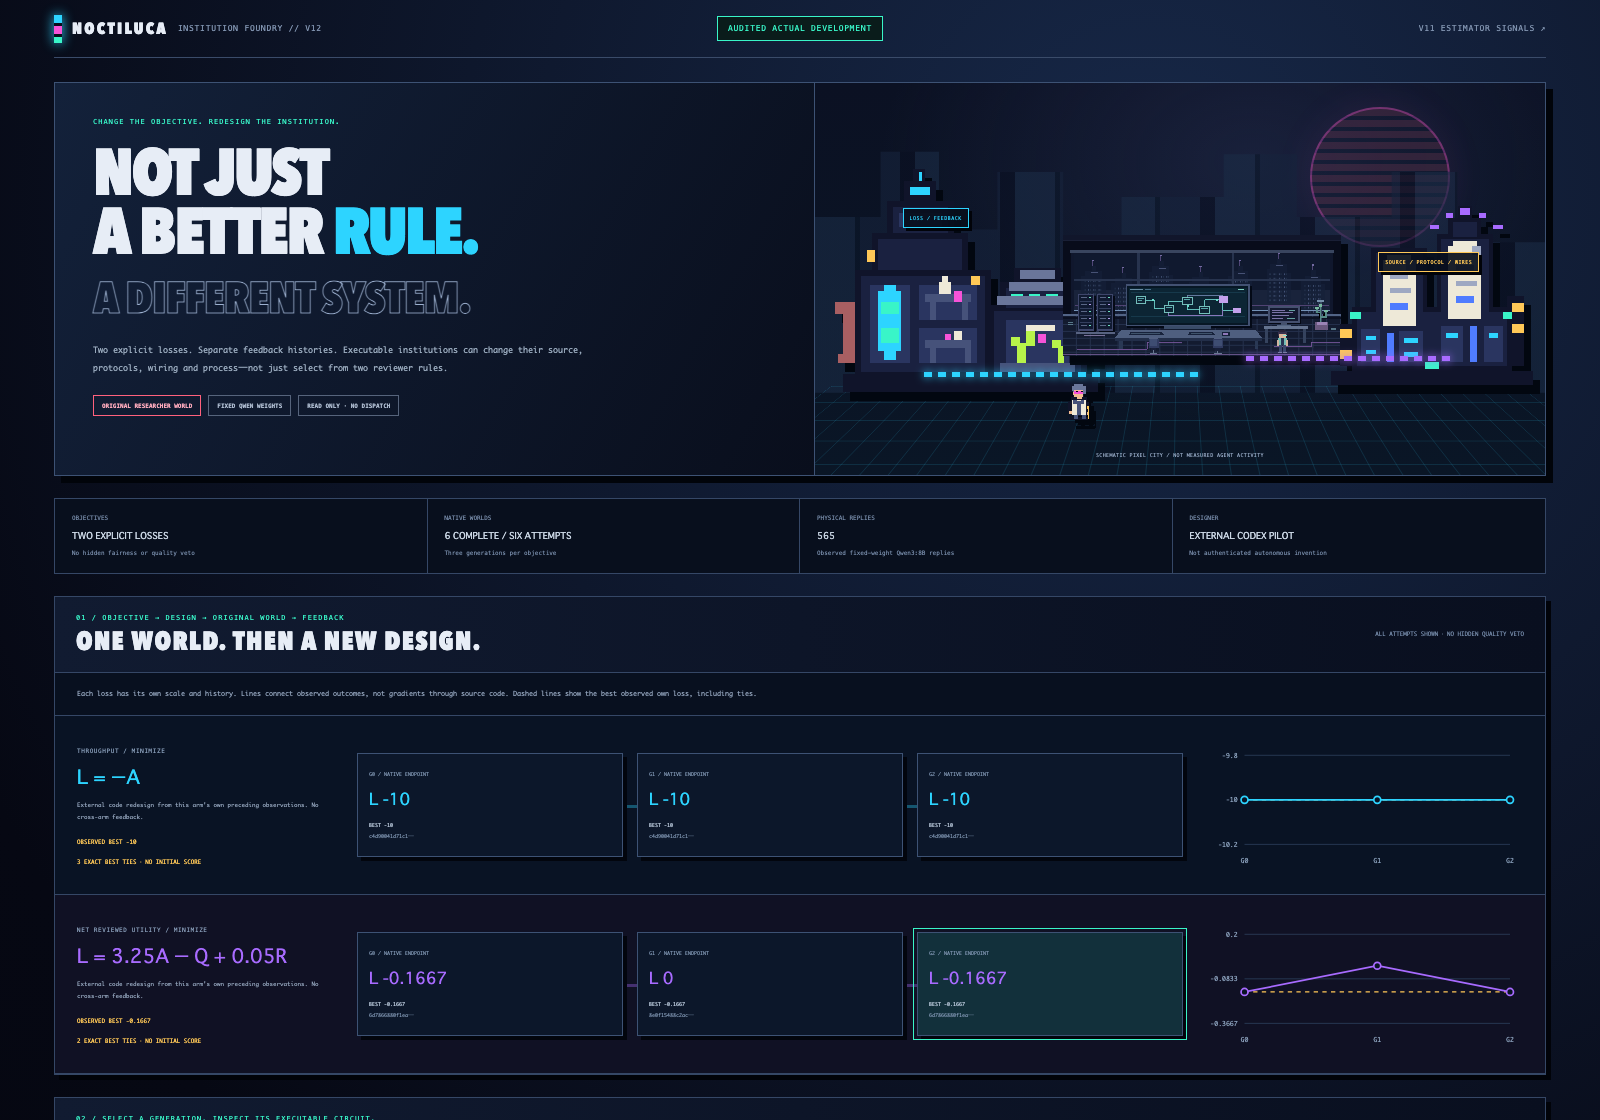 NOCTILUCA INSTITUTION FOUNDRY // V12
AUDITED ACTUAL DEVELOPMENT
V11 ESTIMATOR SIGNALS ↗
CHANGE THE OBJECTIVE. REDESIGN THE INSTITUTION.
NOT JUST
A BETTER RULE.
A DIFFERENT SYSTEM.
Two explicit losses. Separate feedback histories. Executable institutions can change their source,
protocols, wiring and process—not just select from two reviewer rules.
ORIGINAL RESEARCHER WORLD
FIXED QWEN WEIGHTS
READ ONLY · NO DISPATCH
LOSS / FEEDBACK
SOURCE / PROTOCOL / WIRES
SCHEMATIC PIXEL CITY / NOT MEASURED AGENT ACTIVITY
OBJECTIVES
TWO EXPLICIT LOSSES
No hidden fairness or quality veto
NATIVE WORLDS
6 COMPLETE / SIX ATTEMPTS
Three generations per objective
PHYSICAL REPLIES
565
Observed fixed-weight Qwen3:8B replies
DESIGNER
EXTERNAL CODEX PILOT
Not authenticated autonomous invention
01 / OBJECTIVE → DESIGN → ORIGINAL WORLD → FEEDBACK
ONE WORLD. THEN A NEW DESIGN.
ALL ATTEMPTS SHOWN · NO HIDDEN QUALITY VETO
Each loss has its own scale and history. Lines connect observed outcomes, not gradients through source code. Dashed lines show the best observed own loss, including ties.
THROUGHPUT / MINIMIZE
L = −A
External code redesign from this arm's own preceding observations. No
cross-arm feedback.
OBSERVED BEST -10
3 EXACT BEST TIES · NO INITIAL SCORE
G0 / NATIVE ENDPOINT
L -10
BEST -10
c4d90041d71c1—
G1 / NATIVE ENDPOINT
L -10
BEST -10
c4d90041d71c1—
G2 / NATIVE ENDPOINT
L -10
BEST -10
c4d90041d71c1—
-9.8
-10
-10.2
G0
G1
G2
NET REVIEWED UTILITY / MINIMIZE
L = 3.25A − Q + 0.05R
External code redesign from this arm's own preceding observations. No
cross-arm feedback.
OBSERVED BEST -0.1667
2 EXACT BEST TIES · NO INITIAL SCORE
G0 / NATIVE ENDPOINT
L -0.1667
BEST -0.1667
G1 / NATIVE ENDPOINT
L 0
BEST -0.1667
G2 / NATIVE ENDPOINT
L -0.1667
BEST -0.1667
0.2
-0.0833
-0.3667
G0
G1
G2
02 / SELECT A GENERATION. INSPECT ITS EXECUTABLE CIRCUIT.